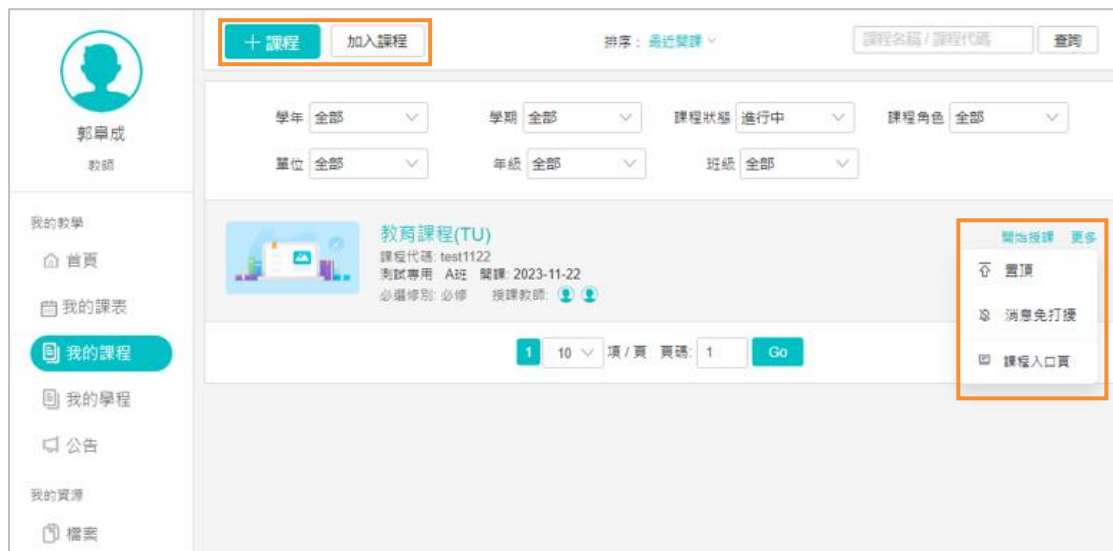 郭皐成
教師
我的教學
首頁
我的課表
我的課程
我的學程
公告
我的資源
檔案
＋ 課程 加入課程 排序： 最近開課 課程名稱 / 課程代碼 查詢
學年 全部 學期 全部 課程狀態 進行中 課程角色 全部
單位 全部 年級 全部 班級 全部
教育課程(TU)
課程代碼: test1122
測試專用 A班 開課: 2023-11-22
必選修別: 必修 授課教師:
開始授課 更多
置頂
消息免打擾
課程入口頁
1 10 項 / 頁 頁碼: 1 Go